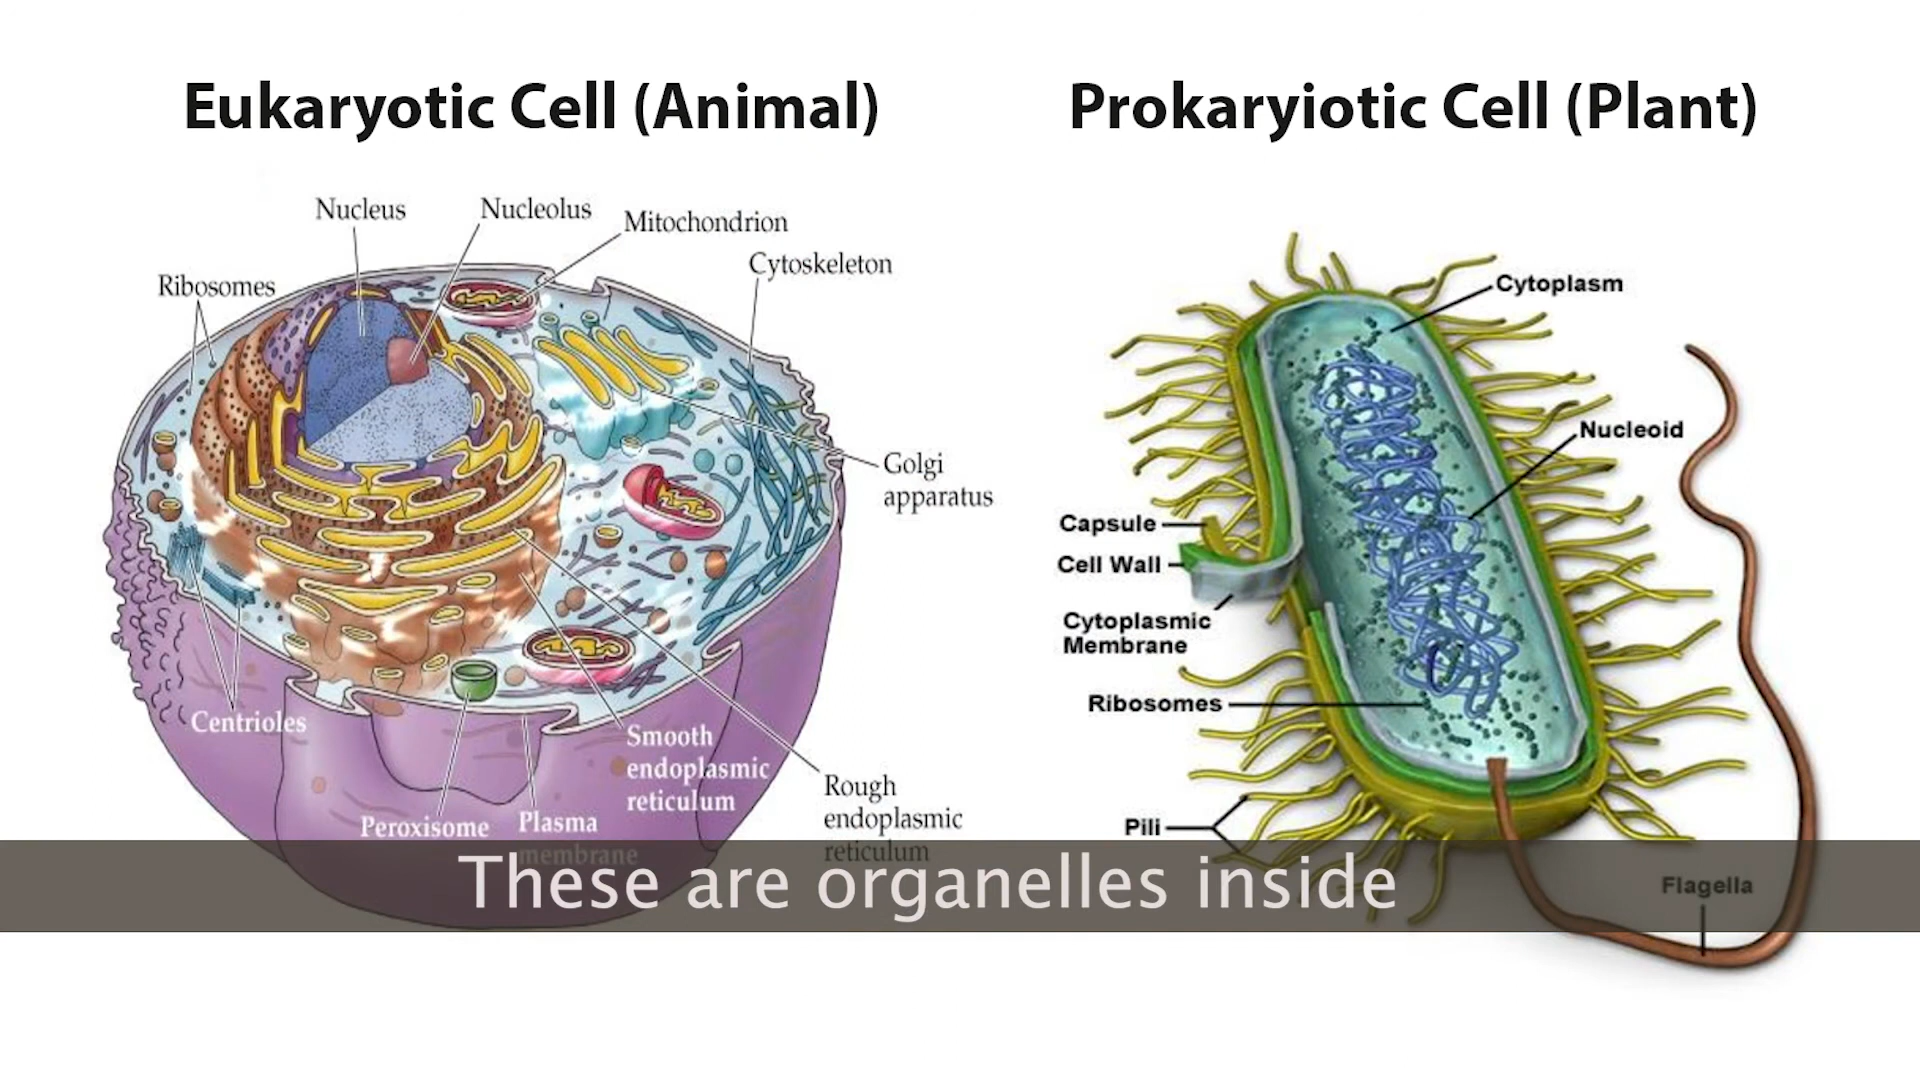 Eukaryotic Cell (Animal)
Prokaryiotic Cell (Plant)
Nucleus
Nucleolus
Mitochondrion
Cytoskeleton
Ribosomes
Golgi
apparatus
Centrioles
Smooth
endoplasmic
reticulum
Rough
endoplasmic
reticulum
Peroxisome
Plasma
membrane
Cytoplasm
Nucleoid
Capsule
Cell Wall
Cytoplasmic
Membrane
Ribosomes
Pili
Flagella
These are organelles inside